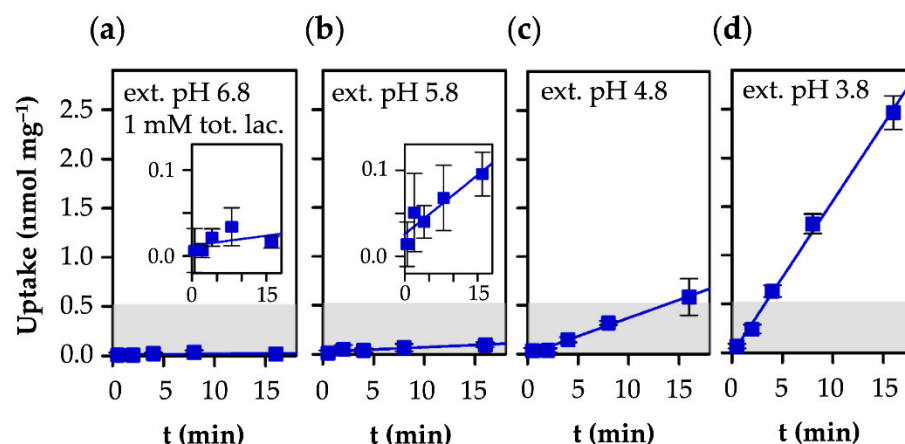 (a) (b) (c) (d)
ext. pH 6.8 ext. pH 5.8 ext. pH 4.8 ext. pH 3.8
1 mM tot. lac.
Uptake (nmol mg⁻¹)
2.5
2.0
1.5
1.0
0.5
0.0
0.1
0.0
0 15
0.1
0.0
0 15
0 5 10 15 0 5 10 15 0 5 10 15 0 5 10 15
t (min) t (min) t (min) t (min)